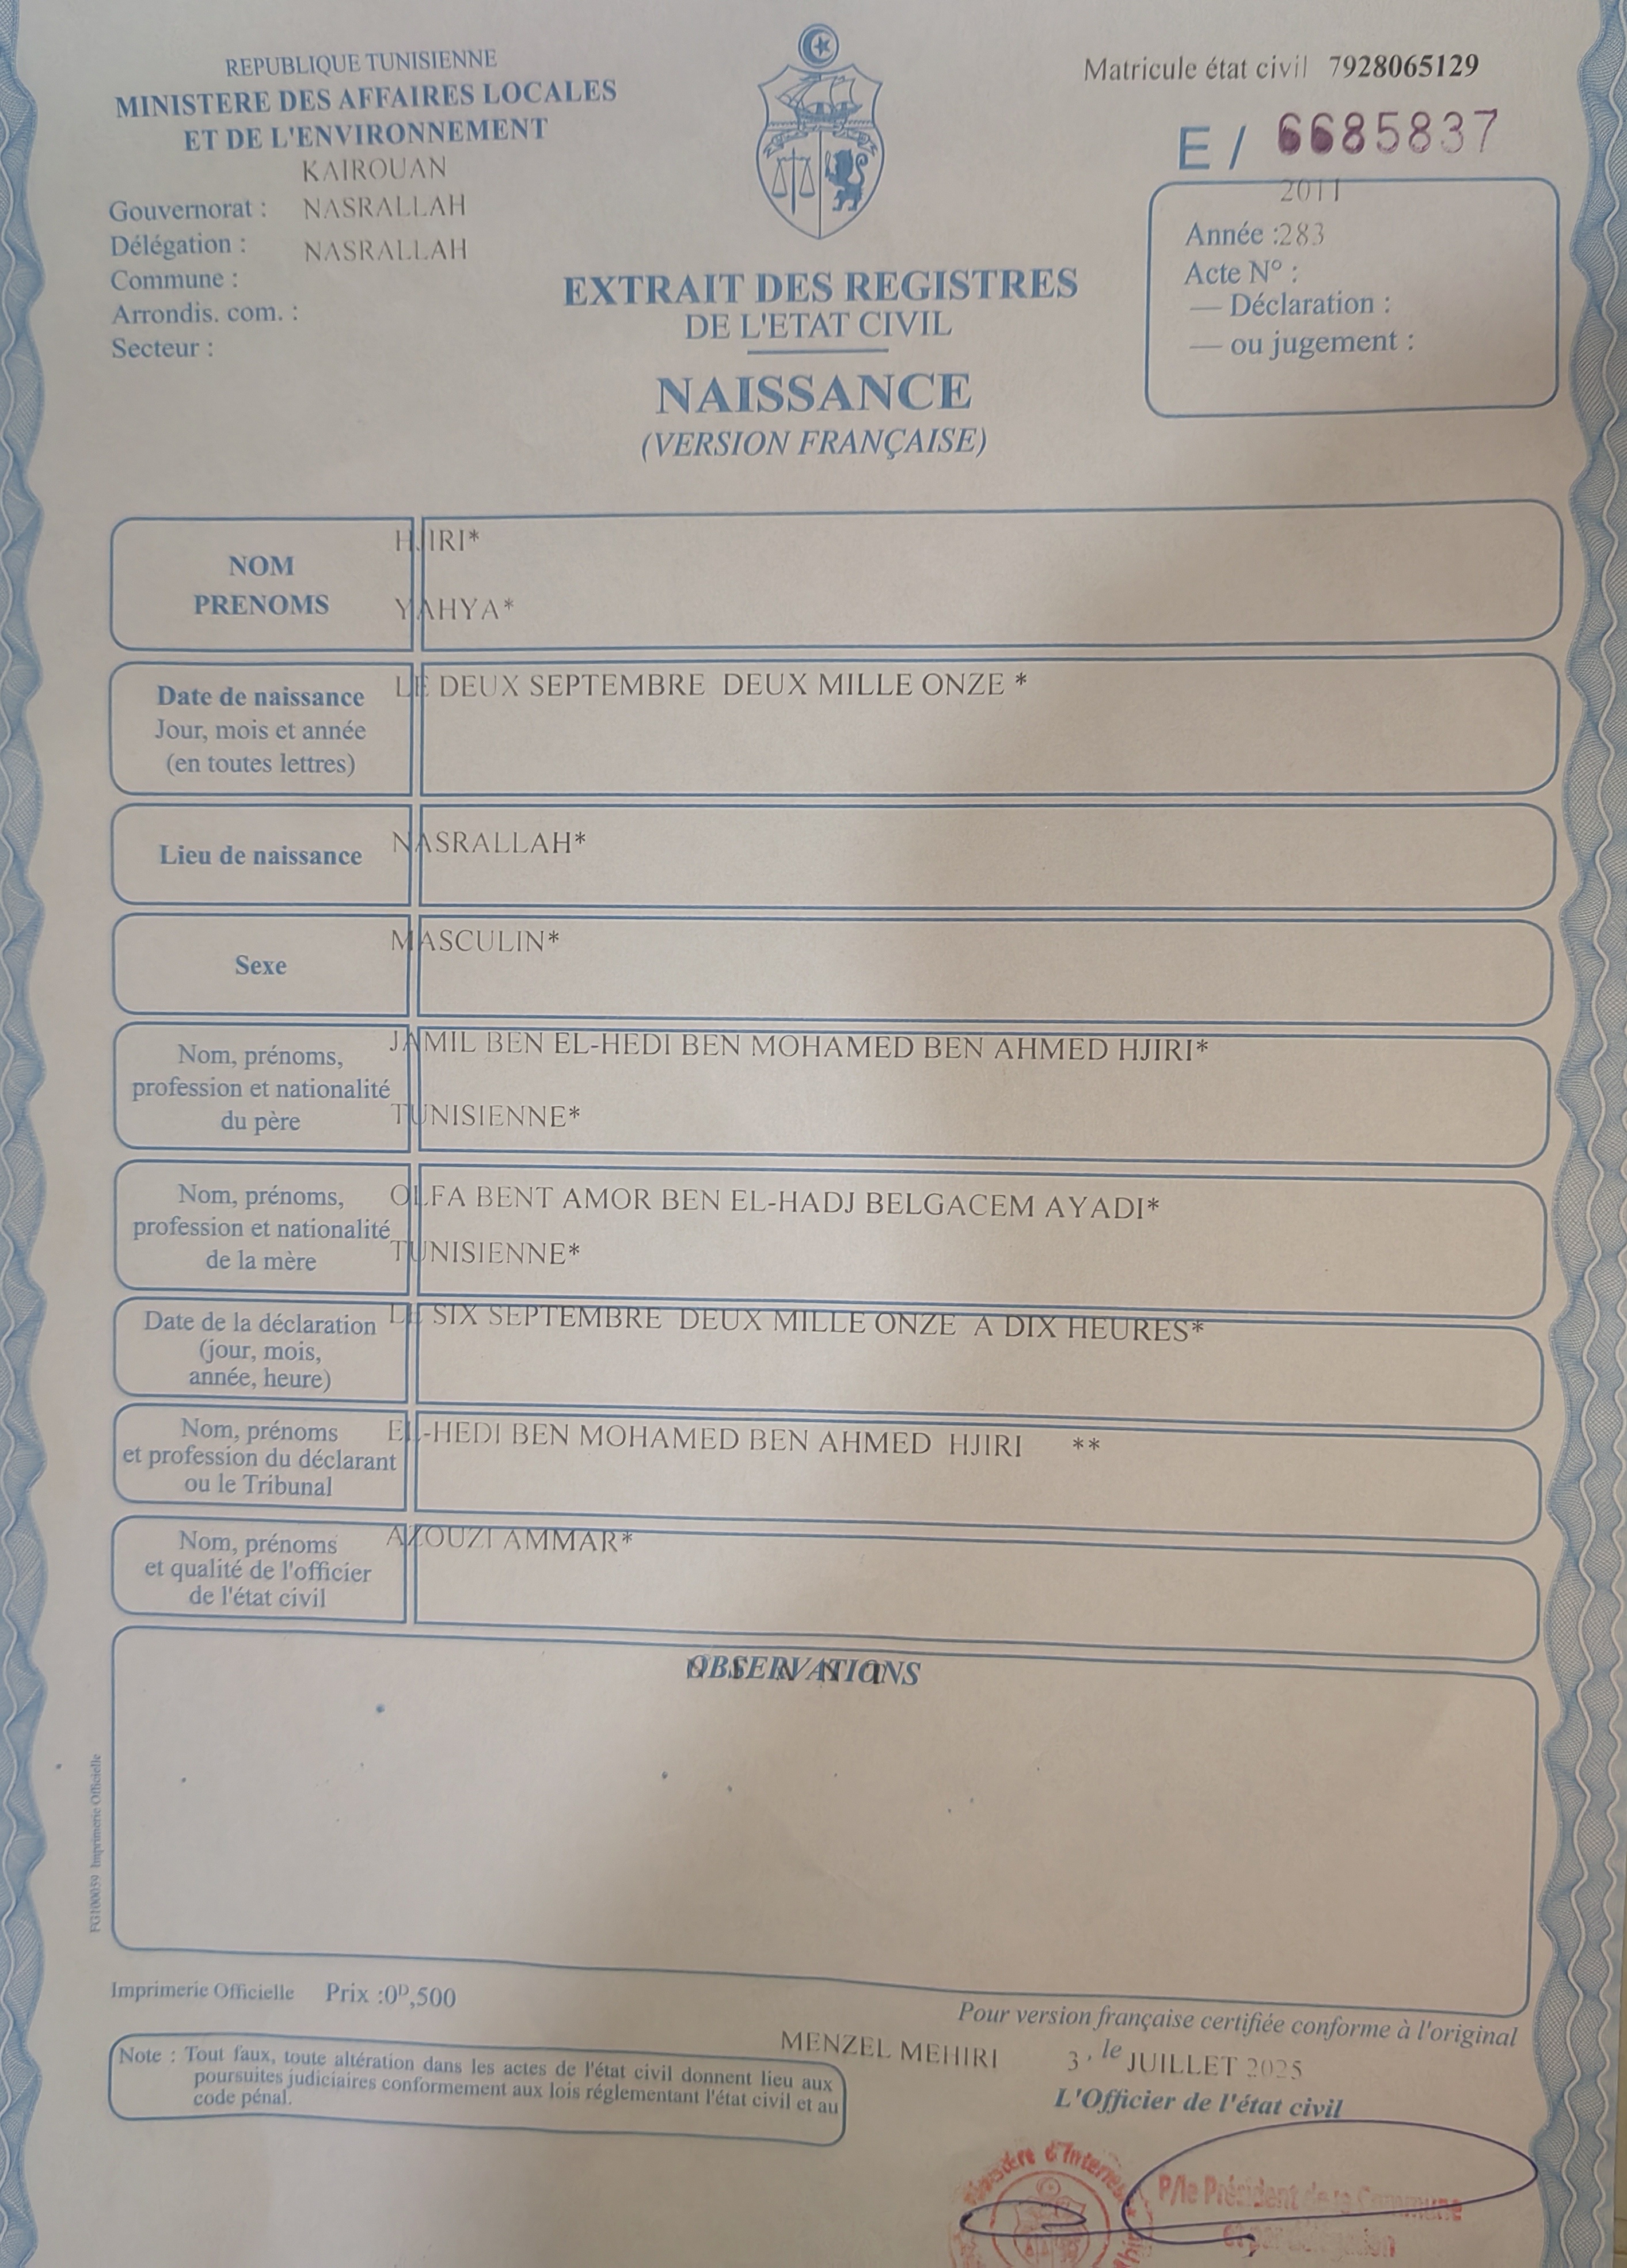 REPUBLIQUE TUNISIENNE
MINISTERE DES AFFAIRES LOCALES
ET DE L'ENVIRONNEMENT
KAIROUAN
Gouvernorat : NASRALLAH
Délégation : NASRALLAH
Commune :
Arrondis. com. :
Secteur :
Matricule état civil 7928065129
E / 6685837
2011
Année :283
Acte N° :
— Déclaration :
— ou jugement :
EXTRAIT DES REGISTRES
DE L'ETAT CIVIL
NAISSANCE
(VERSION FRANÇAISE)
NOM
PRENOMS
HJIRI*
YAHYA*
Date de naissance
Jour, mois et année
(en toutes lettres)
LE DEUX SEPTEMBRE DEUX MILLE ONZE *
Lieu de naissance
NASRALLAH*
Sexe
MASCULIN*
Nom, prénoms,
profession et nationalité
du père
JAMIL BEN EL-HEDI BEN MOHAMED BEN AHMED HJIRI*
TUNISIENNE*
Nom, prénoms,
profession et nationalité
de la mère
OLFA BENT AMOR BEN EL-HADJ BELGACEM AYADI*
TUNISIENNE*
Date de la déclaration
(jour, mois,
année, heure)
LE SIX SEPTEMBRE DEUX MILLE ONZE A DIX HEURES*
Nom, prénoms
et profession du déclarant
ou le Tribunal
EL-HEDI BEN MOHAMED BEN AHMED HJIRI **
Nom, prénoms
et qualité de l'officier
de l'état civil
AZOUZI AMMAR*
OBSERVATIONS
FG100039 Imprimerie Officielle
Imprimerie Officielle Prix :0ᴰ,500
Pour version française certifiée conforme à l'original
MENZEL MEHIRI 3 , le JUILLET 2025
L'Officier de l'état civil
Note : Tout faux, toute altération dans les actes de l'état civil donnent lieu aux
poursuites judiciaires conformement aux lois réglementant l'état civil et au
code pénal.
P/le Président de la Commune
et par délégation